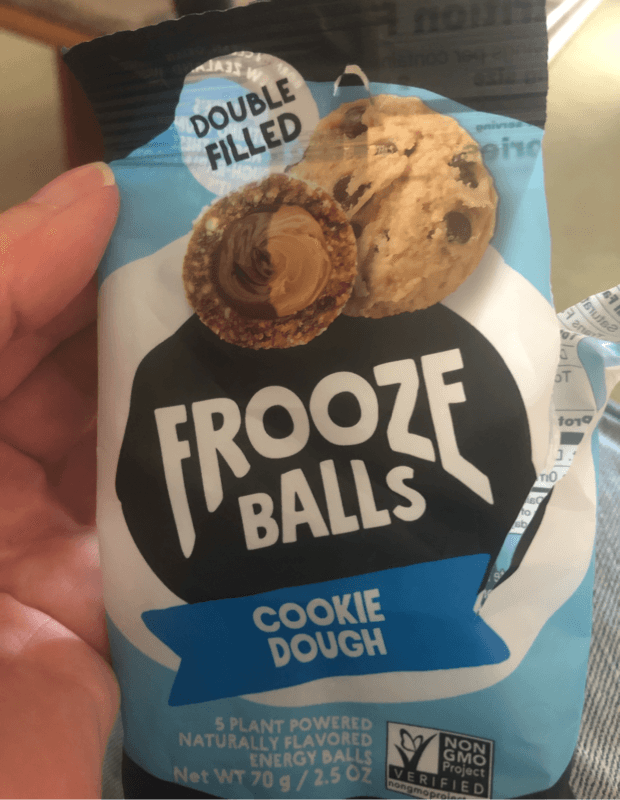 DOUBLE
FILLED
FROOZE
BALLS
COOKIE
DOUGH
5 PLANT POWERED
NATURALLY FLAVORED
ENERGY BALLS
Net WT 70 g / 2.5 OZ
NON
GMO
Project
VERIFIED